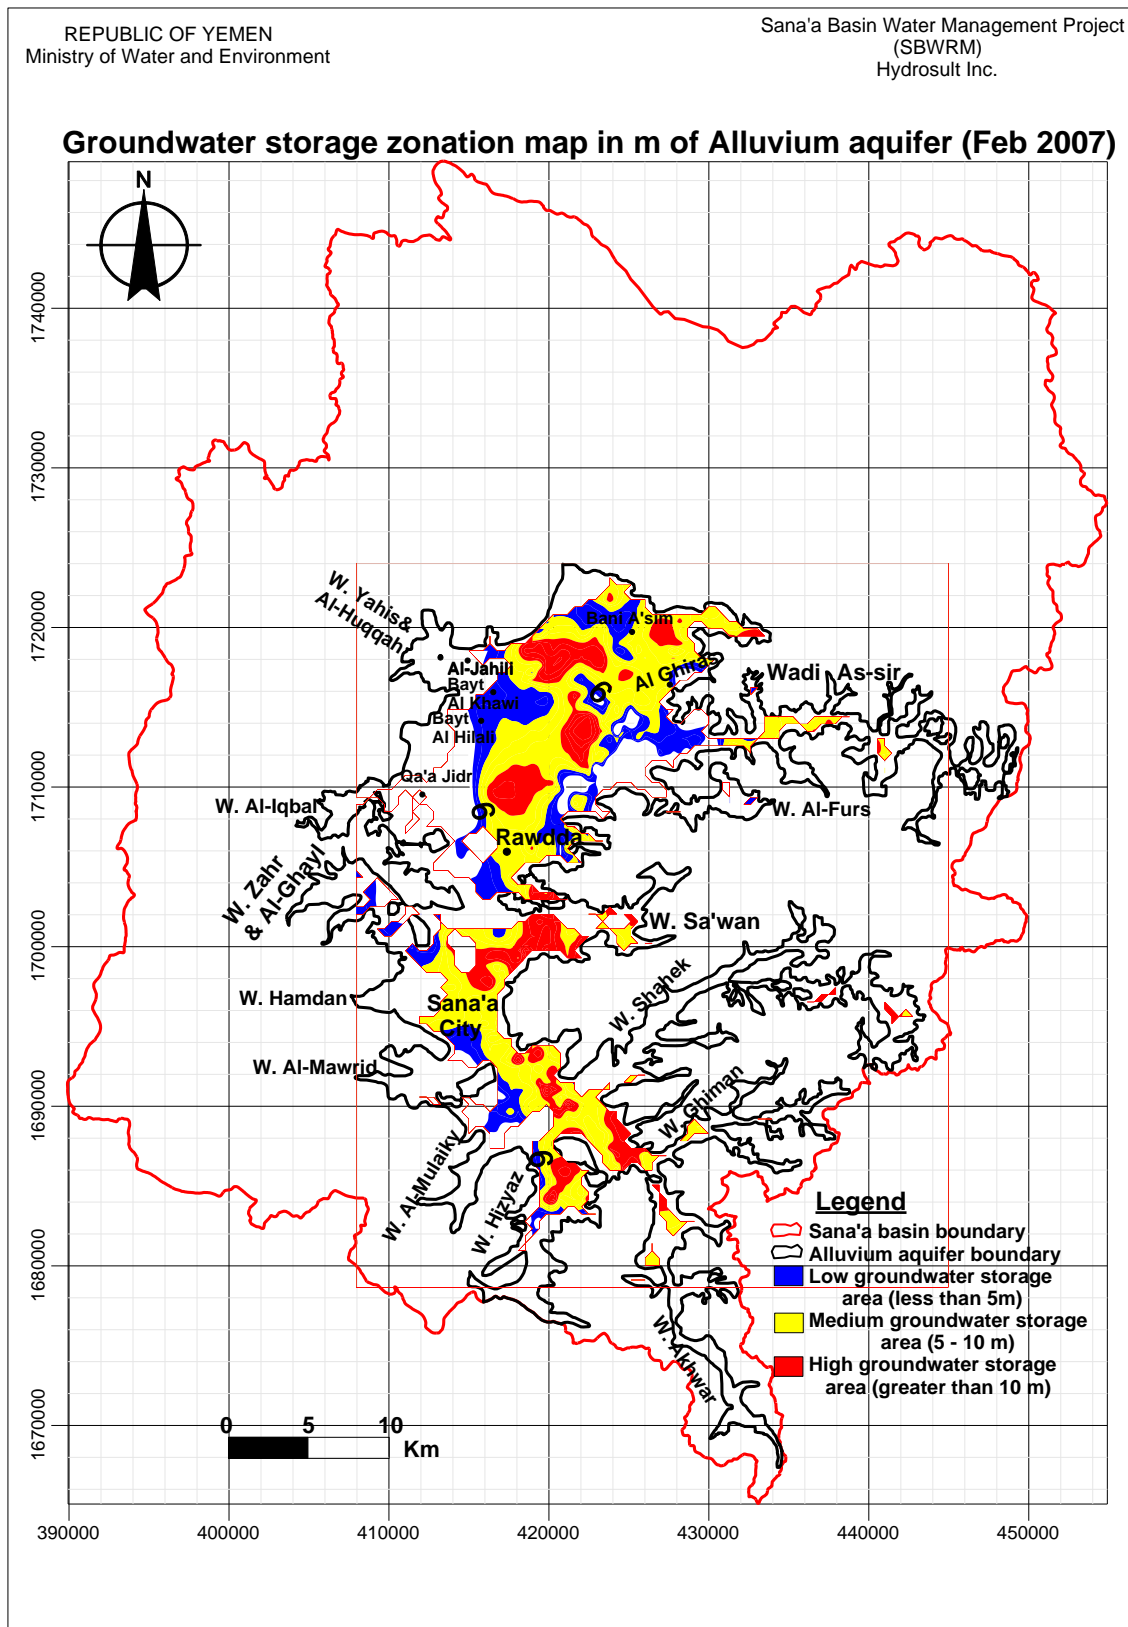 REPUBLIC OF YEMEN
Ministry of Water and Environment
Sana'a Basin Water Management Project
(SBWRM)
Hydrosult Inc.
Groundwater storage zonation map in m of Alluvium aquifer (Feb 2007)
N
1740000
1730000
1720000
1710000
1700000
1690000
1680000
1670000
W. Yahis&
Al-Huqqah
Bani A'sim
Al-Jahili
Bayt
Al Khawi
Bayt
Al Hilali
Al Ghiras
Wadi As-sir
Qa'a Jidr
W. Al-Iqbal
W. Al-Furs
Rawdda
W. Zahr
& Al-Ghayl
W. Sa'wan
W. Hamdan
Sana'a
City
W. Shahek
W. Al-Mawrid
W. Ghiman
W. Al-Mulaiky
W. Hizyaz
W. Akhwar
Legend
Sana'a basin boundary
Alluvium aquifer boundary
Low groundwater storage
area (less than 5m)
Medium groundwater storage
area (5 - 10 m)
High groundwater storage
area (greater than 10 m)
0 5 10
Km
390000 400000 410000 420000 430000 440000 450000